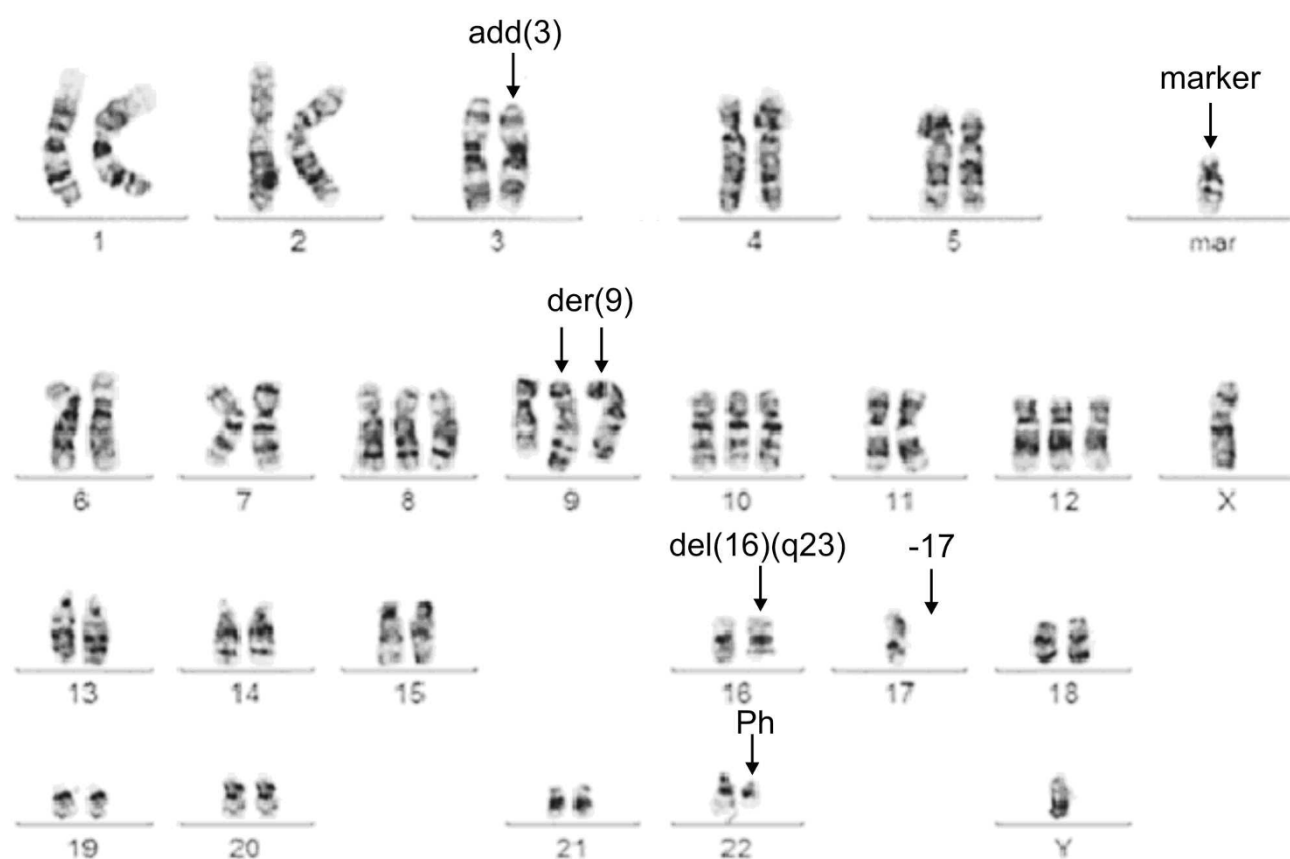 add(3)
marker
1 2 3 4 5 mar
der(9)
6 7 8 9 10 11 12 X
del(16)(q23) -17
13 14 15 16 17 18
Ph
19 20 21 22 Y